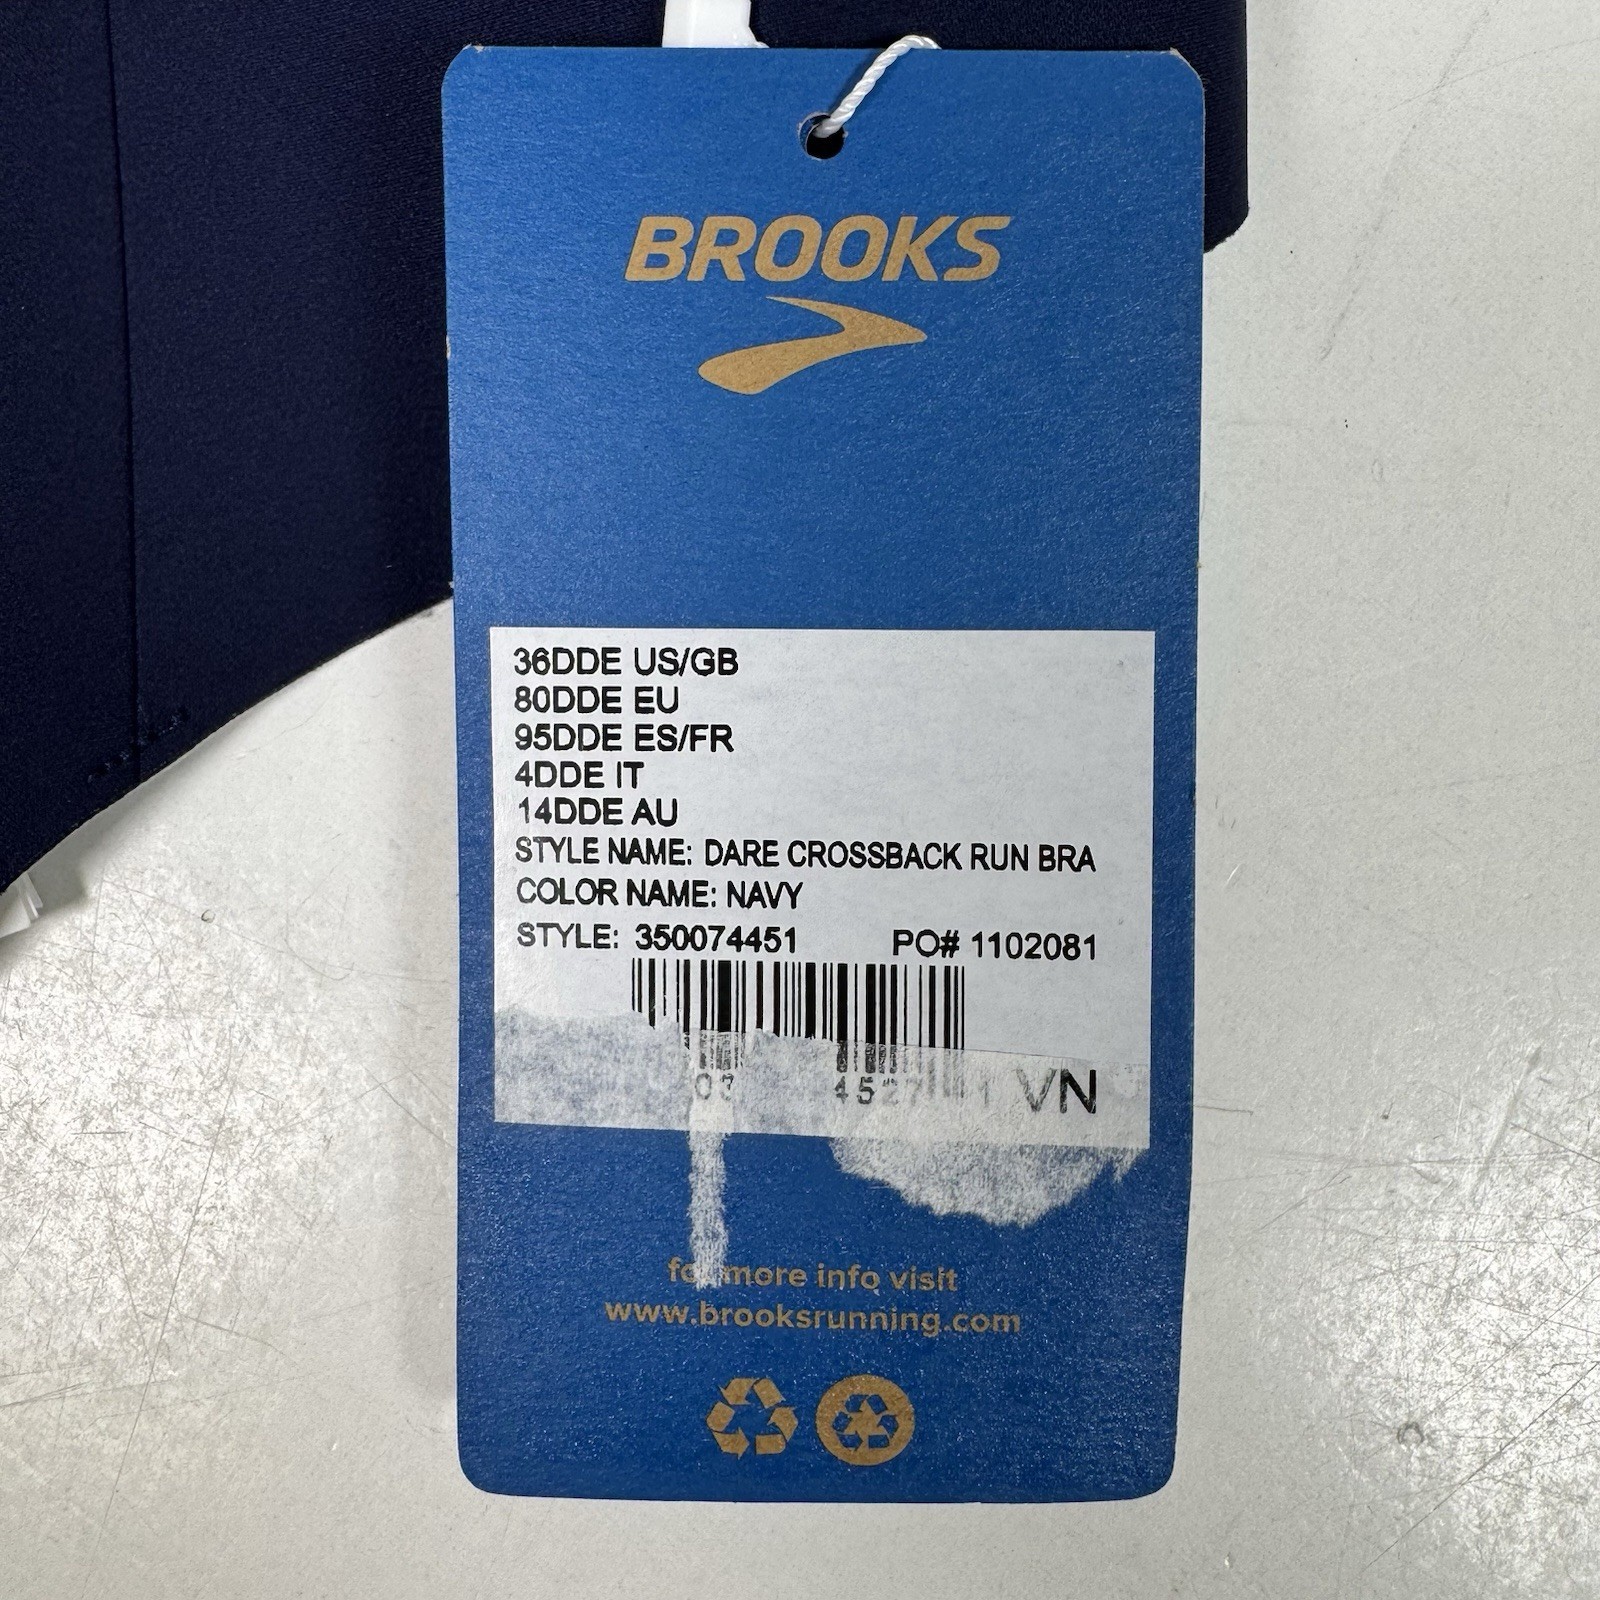 BROOKS
36DDE US/GB
80DDE EU
95DDE ES/FR
4DDE IT
14DDE AU
STYLE NAME: DARE CROSSBACK RUN BRA
COLOR NAME: NAVY
STYLE: 350074451 PO# 1102081
VN
for more info visit
www.brooksrunning.com